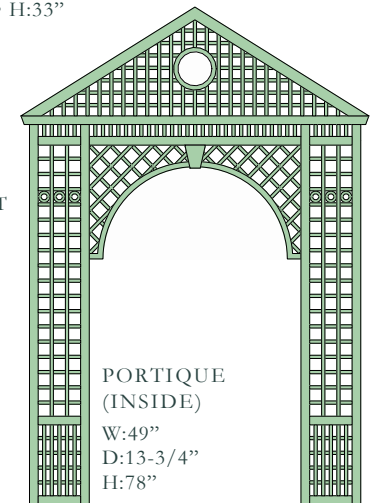 H:33”
T
PORTIQUE
(INSIDE)
W:49”
D:13-3/4”
H:78”